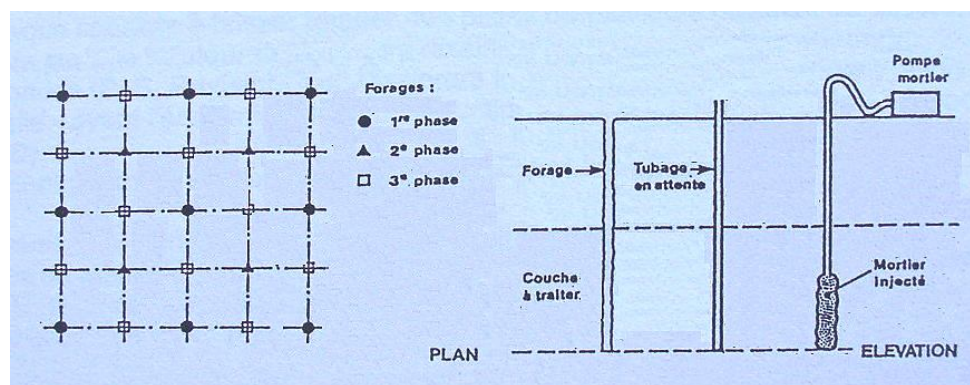 Forages :
1re phase
2e phase
3e phase
PLAN
Pompe
mortier
Forage
Tubage
en attente
Couche
à traiter
Mortier
injecté
ELEVATION